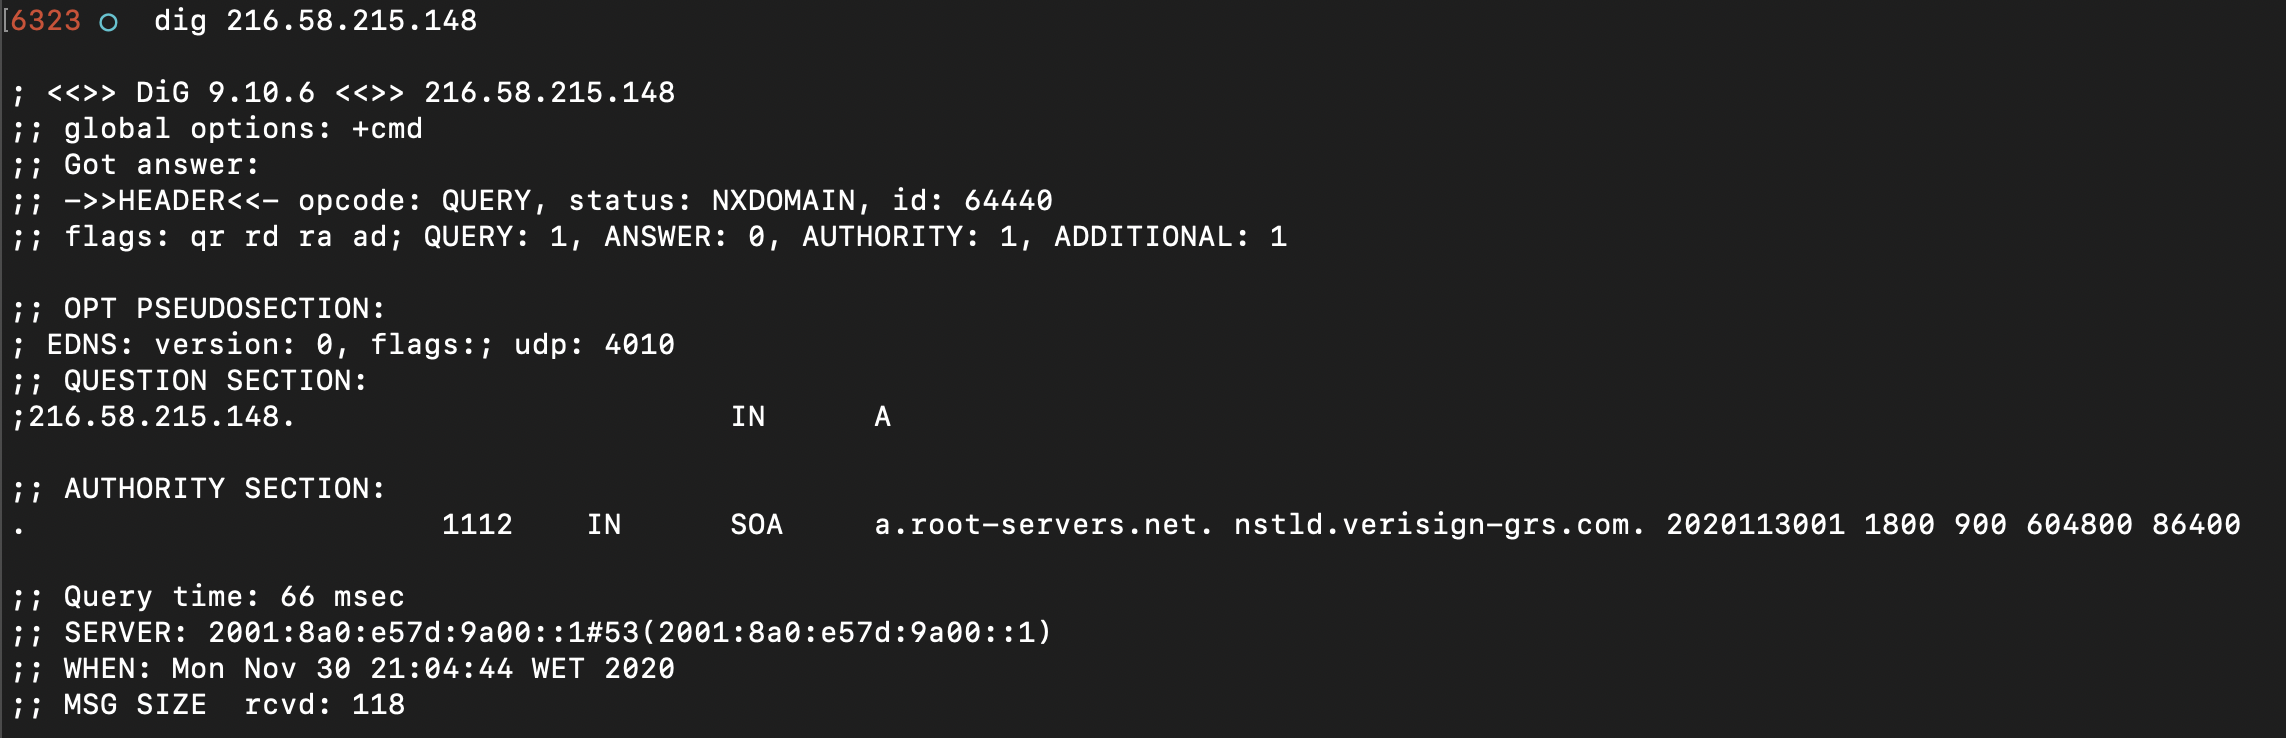 [6323 ○ dig 216.58.215.148
; <<>> DiG 9.10.6 <<>> 216.58.215.148
;; global options: +cmd
;; Got answer:
;; ->>HEADER<<- opcode: QUERY, status: NXDOMAIN, id: 64440
;; flags: qr rd ra ad; QUERY: 1, ANSWER: 0, AUTHORITY: 1, ADDITIONAL: 1
;; OPT PSEUDOSECTION:
; EDNS: version: 0, flags:; udp: 4010
;; QUESTION SECTION:
;216.58.215.148. IN A
;; AUTHORITY SECTION:
. 1112 IN SOA a.root-servers.net. nstld.verisign-grs.com. 2020113001 1800 900 604800 86400
;; Query time: 66 msec
;; SERVER: 2001:8a0:e57d:9a00::1#53(2001:8a0:e57d:9a00::1)
;; WHEN: Mon Nov 30 21:04:44 WET 2020
;; MSG SIZE rcvd: 118